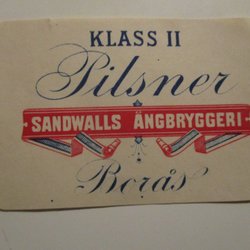 KLASS II
Pilsner
SANDWALLS ÅNGBRYGGERI
Borås